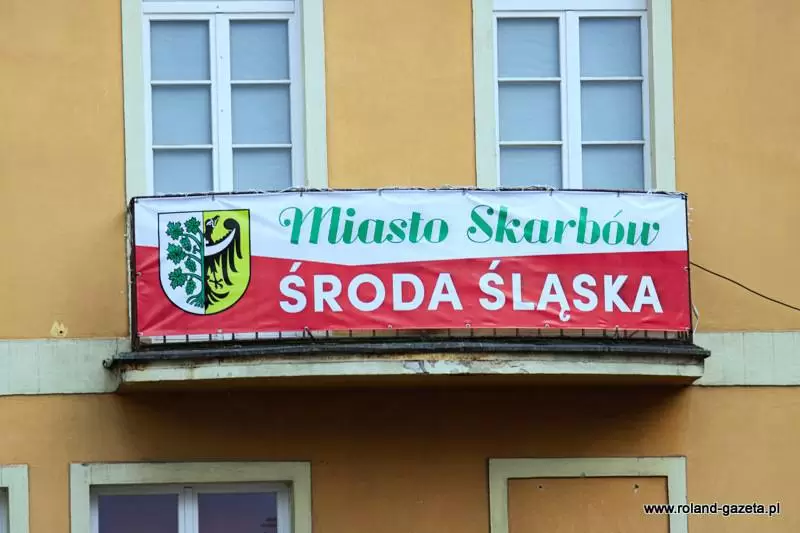 Miasto Skarbów
ŚRODA ŚLĄSKA
www.roland-gazeta.pl